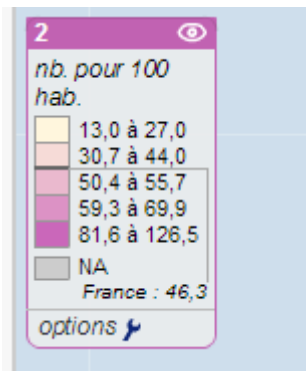 2
nb. pour 100
hab.
13,0 à 27,0
30,7 à 44,0
50,4 à 55,7
59,3 à 69,9
81,6 à 126,5
NA
France : 46,3
options